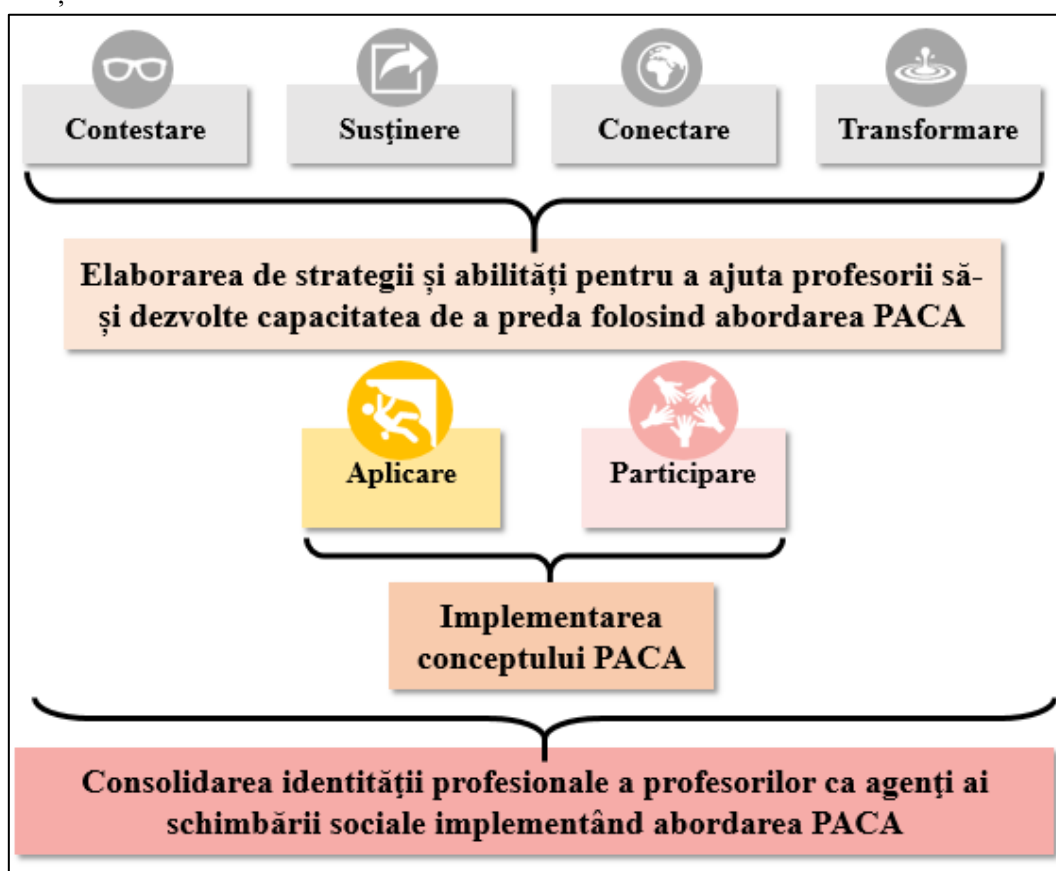 Contestare
Susţinere
Conectare
Transformare
Elaborarea de strategii și abilități pentru a ajuta profesorii să-
și dezvolte capacitatea de a preda folosind abordarea PACA
Aplicare
Participare
Implementarea
conceptului PACA
Consolidarea identităţii profesionale a profesorilor ca agenţi ai
schimbării sociale implementând abordarea PACA